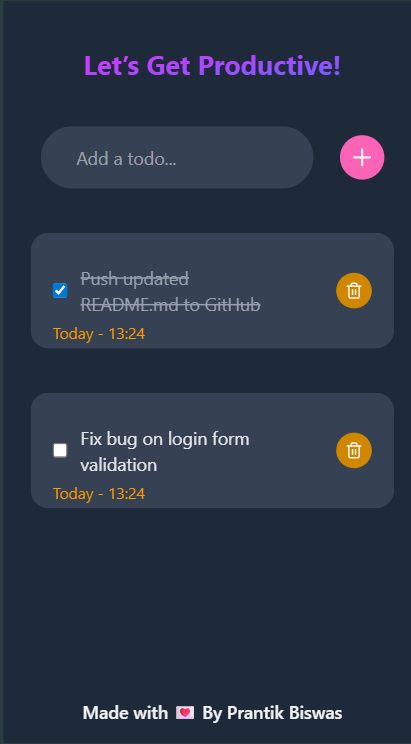 Let’s Get Productive!
Add a todo...
Push updated
README.md to GitHub
Today - 13:24
Fix bug on login form
validation
Today - 13:24
Made with 💌 By Prantik Biswas